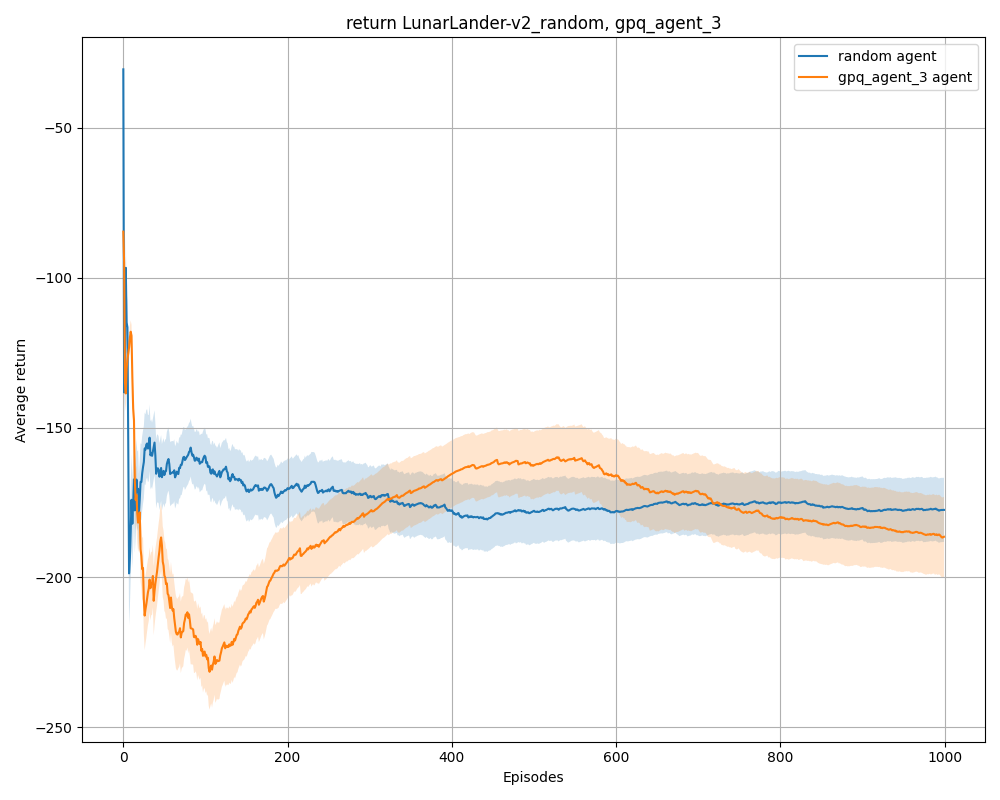 return LunarLander-v2_random, gpq_agent_3
random agent
gpq_agent_3 agent
Average return
−50
−100
−150
−200
−250
0 200 400 600 800 1000
Episodes